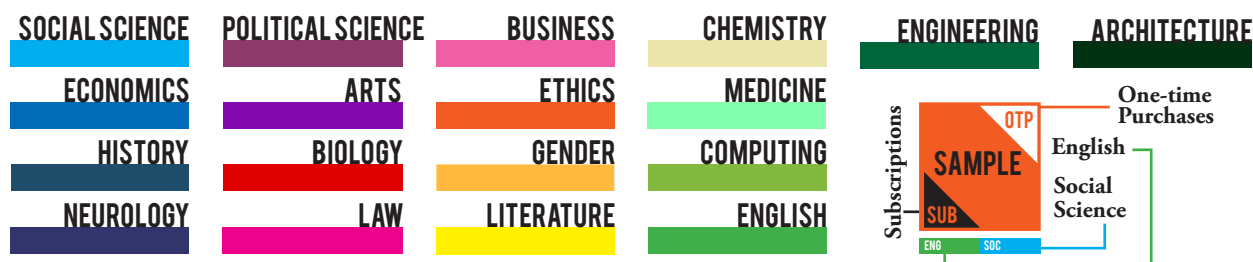 SOCIAL SCIENCE
POLITICAL SCIENCE
BUSINESS
CHEMISTRY
ENGINEERING
ARCHITECTURE
ECONOMICS
ARTS
ETHICS
MEDICINE
HISTORY
BIOLOGY
GENDER
COMPUTING
NEUROLOGY
LAW
LITERATURE
ENGLISH
Subscriptions
OTP
SAMPLE
SUB
ENG
SOC
One-time
Purchases
English
Social
Science